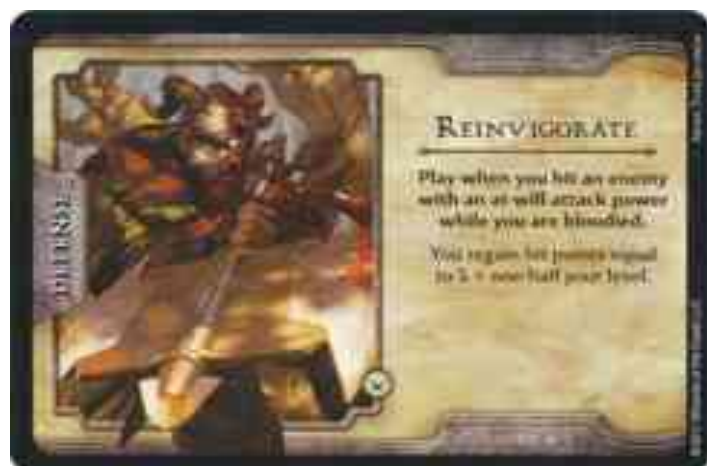 DEFEND
REINVIGORATE
Play when you hit an enemy
with an at-will attack power
while you are bloodied.
You regain hit points equal
to 5 + one-half your level.